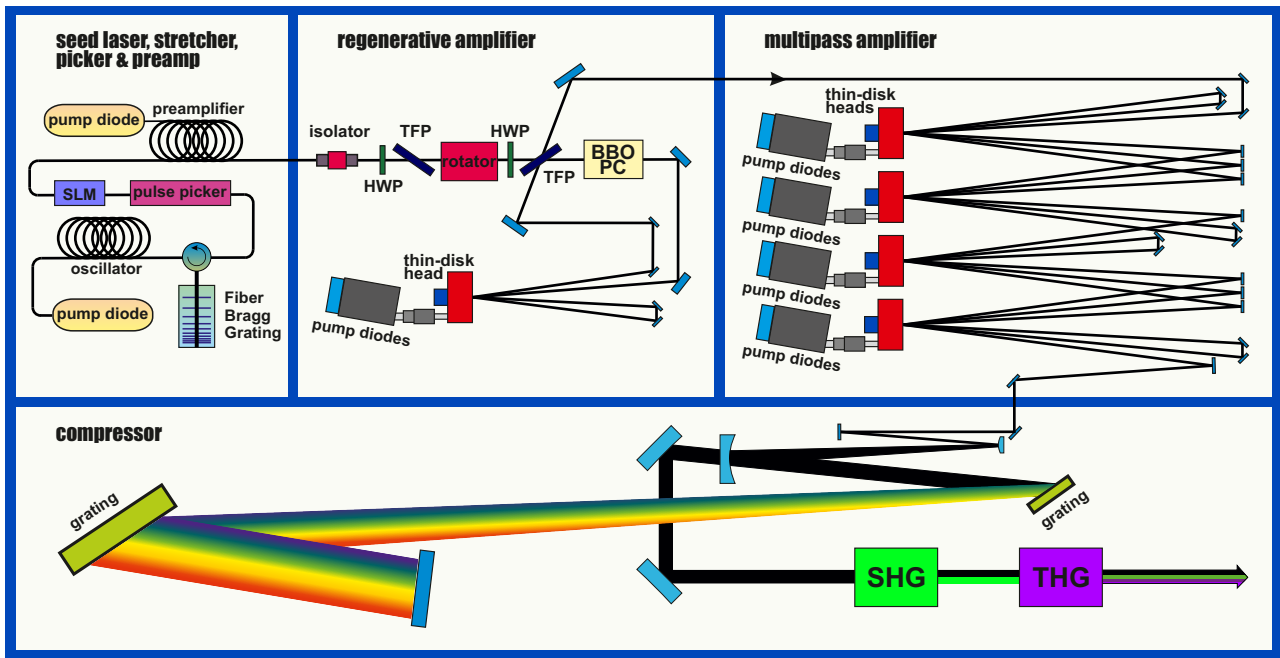 seed laser, stretcher,
picker & preamp
pump diode
preamplifier
SLM
pulse picker
oscillator
pump diode
Fiber
Bragg
Grating
regenerative amplifier
isolator
HWP
TFP
rotator
HWP
TFP
BBO
PC
thin-disk
head
pump diodes
multipass amplifier
thin-disk
heads
pump diodes
pump diodes
pump diodes
pump diodes
compressor
grating
grating
SHG
THG